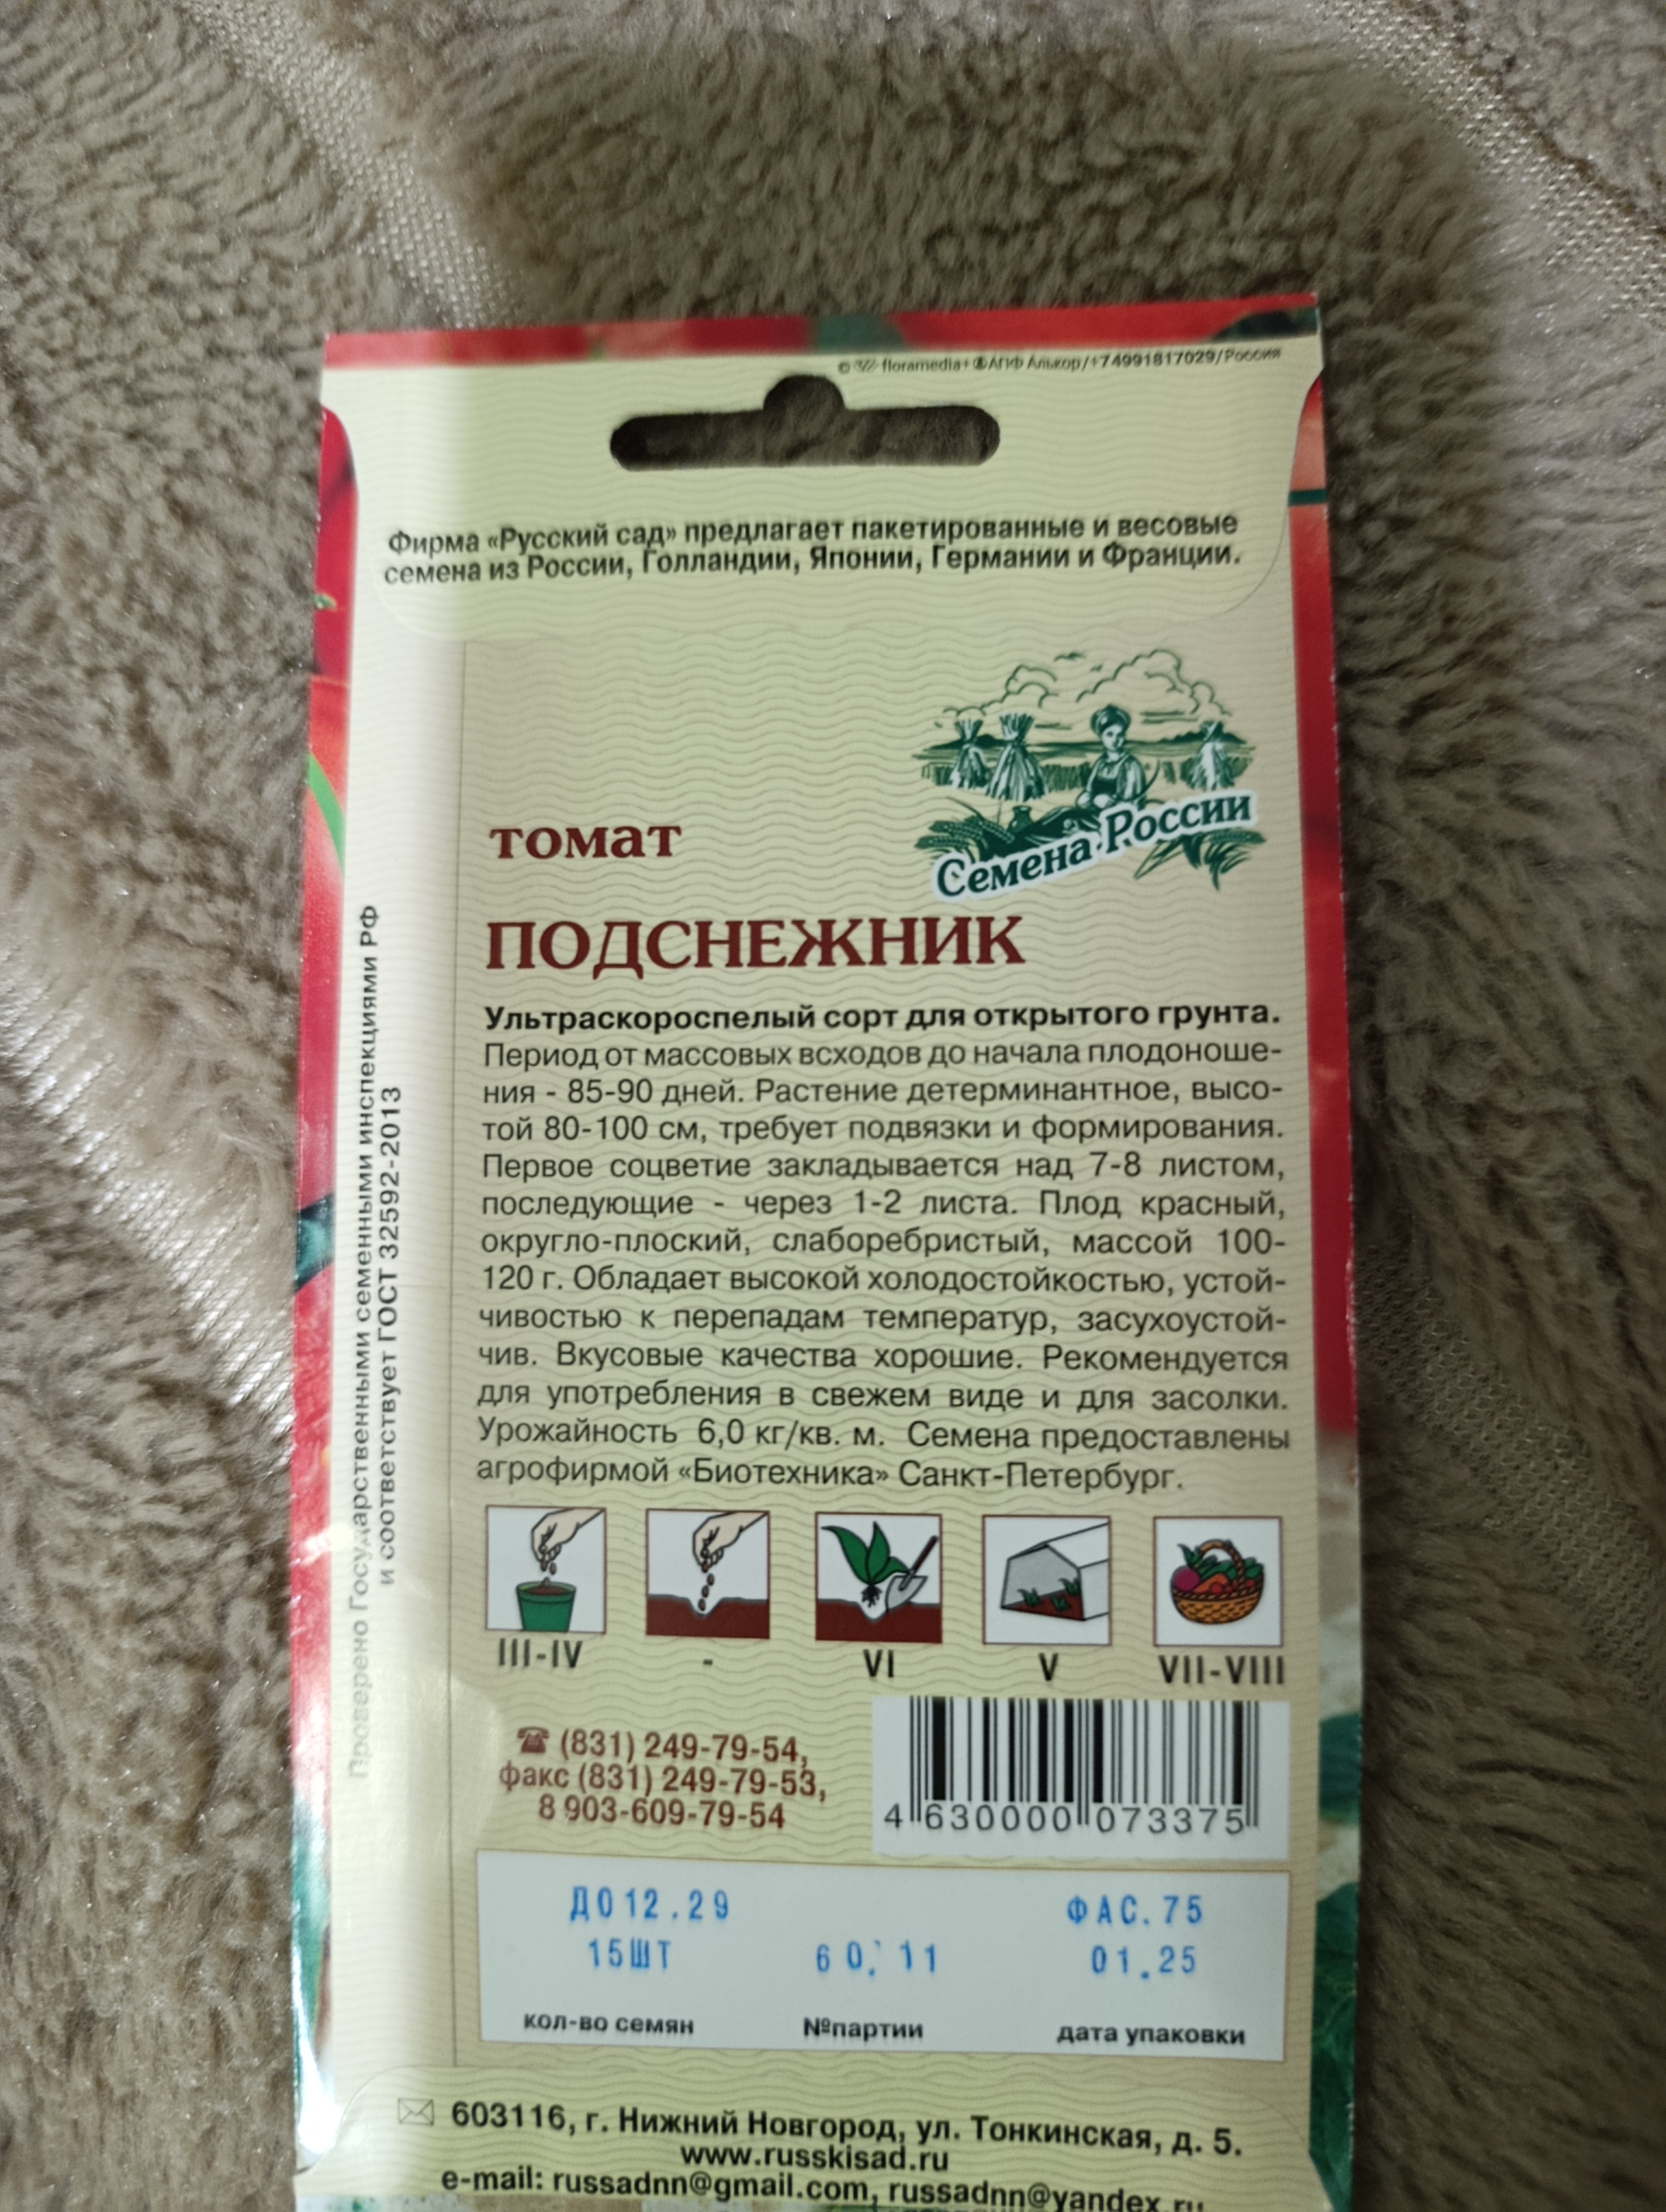 © floramedia+ АПФ Алькор/+74991817029/Россия
Фирма «Русский сад» предлагает пакетированные и весовые
семена из России, Голландии, Японии, Германии и Франции.
Семена России
томат
ПОДСНЕЖНИК
Ультраскороспелый сорт для открытого грунта.
Период от массовых всходов до начала плодоноше-
ния - 85-90 дней. Растение детерминантное, высо-
той 80-100 см, требует подвязки и формирования.
Первое соцветие закладывается над 7-8 листом,
последующие - через 1-2 листа. Плод красный,
округло-плоский, слаборебристый, массой 100-
120 г. Обладает высокой холодостойкостью, устой-
чивостью к перепадам температур, засухоустой-
чив. Вкусовые качества хорошие. Рекомендуется
для употребления в свежем виде и для засолки.
Урожайность 6,0 кг/кв. м. Семена предоставлены
агрофирмой «Биотехника» Санкт-Петербург.
III-IV - VI V VII-VIII
☎ (831) 249-79-54,
факс (831) 249-79-53,
8 903-609-79-54
4 630000 073375
ДО 12.29 ФАС. 75
15ШТ 01.25
кол-во семян №партии дата упаковки
603116, г. Нижний Новгород, ул. Тонкинская, д. 5.
www.russkisad.ru
e-mail: russadnn@gmail.com, russadnn@yandex.ru
Проверено Государственными семенными инспекциями РФ
и соответствует ГОСТ 32592-2013